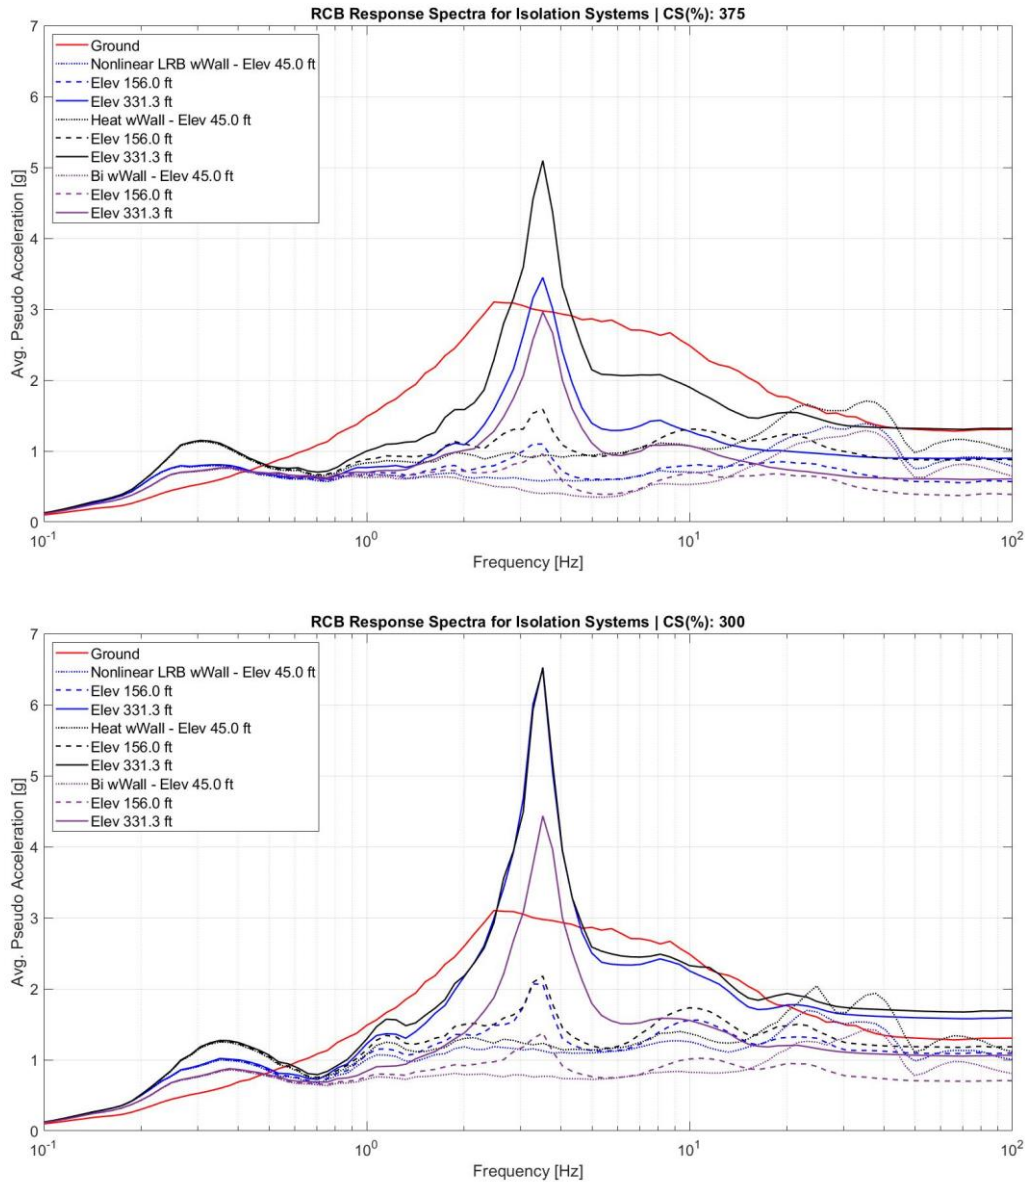 RCB Response Spectra for Isolation Systems | CS(%): 375
7
6
5
4
3
2
1
0
Avg. Pseudo Acceleration [g]
Ground
Nonlinear LRB wWall - Elev 45.0 ft
Elev 156.0 ft
Elev 331.3 ft
Heat wWall - Elev 45.0 ft
Elev 156.0 ft
Elev 331.3 ft
Bi wWall - Elev 45.0 ft
Elev 156.0 ft
Elev 331.3 ft
10⁻¹ 10⁰ 10¹ 10²
Frequency [Hz]
RCB Response Spectra for Isolation Systems | CS(%): 300
7
6
5
4
3
2
1
0
Avg. Pseudo Acceleration [g]
Ground
Nonlinear LRB wWall - Elev 45.0 ft
Elev 156.0 ft
Elev 331.3 ft
Heat wWall - Elev 45.0 ft
Elev 156.0 ft
Elev 331.3 ft
Bi wWall - Elev 45.0 ft
Elev 156.0 ft
Elev 331.3 ft
10⁻¹ 10⁰ 10¹ 10²
Frequency [Hz]